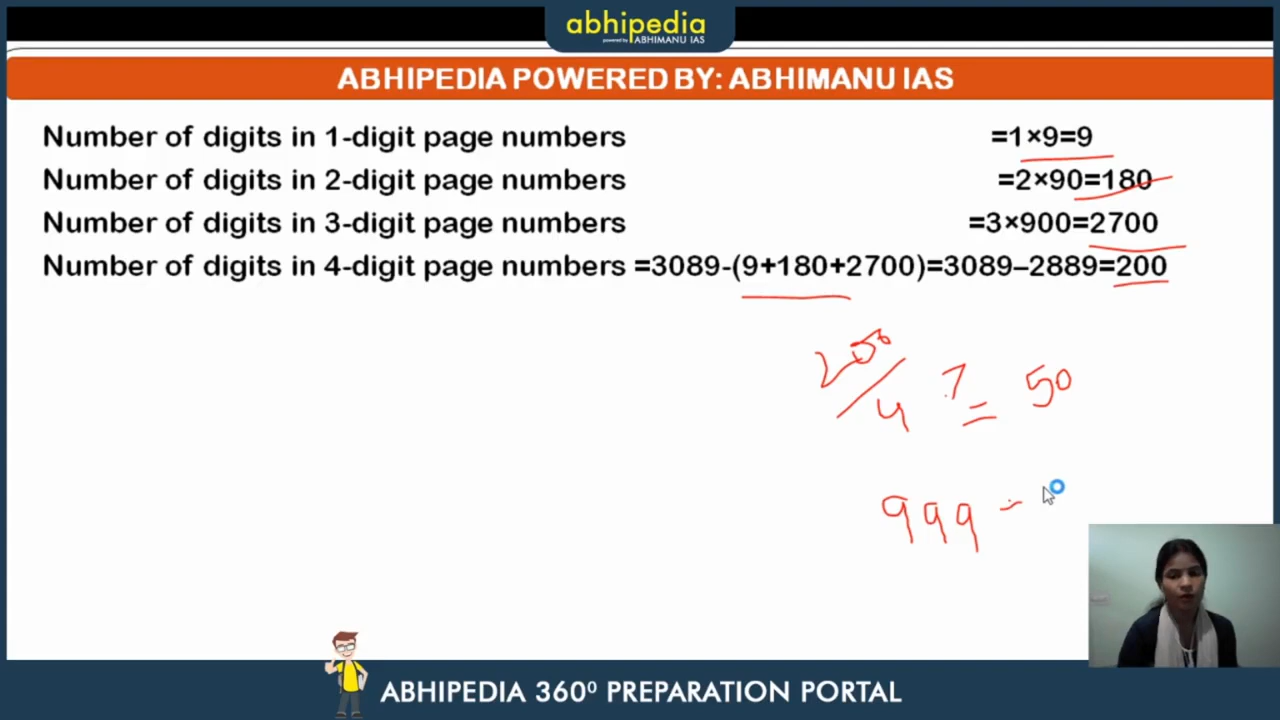 abhipedia
powered by ABHIMANU IAS
ABHIPEDIA POWERED BY: ABHIMANU IAS
Number of digits in 1-digit page numbers =1×9=9
Number of digits in 2-digit page numbers =2×90=180
Number of digits in 3-digit page numbers =3×900=2700
Number of digits in 4-digit page numbers =3089-(9+180+2700)=3089–2889=200
200/4 = 50
999 -
ABHIPEDIA 360⁰ PREPARATION PORTAL